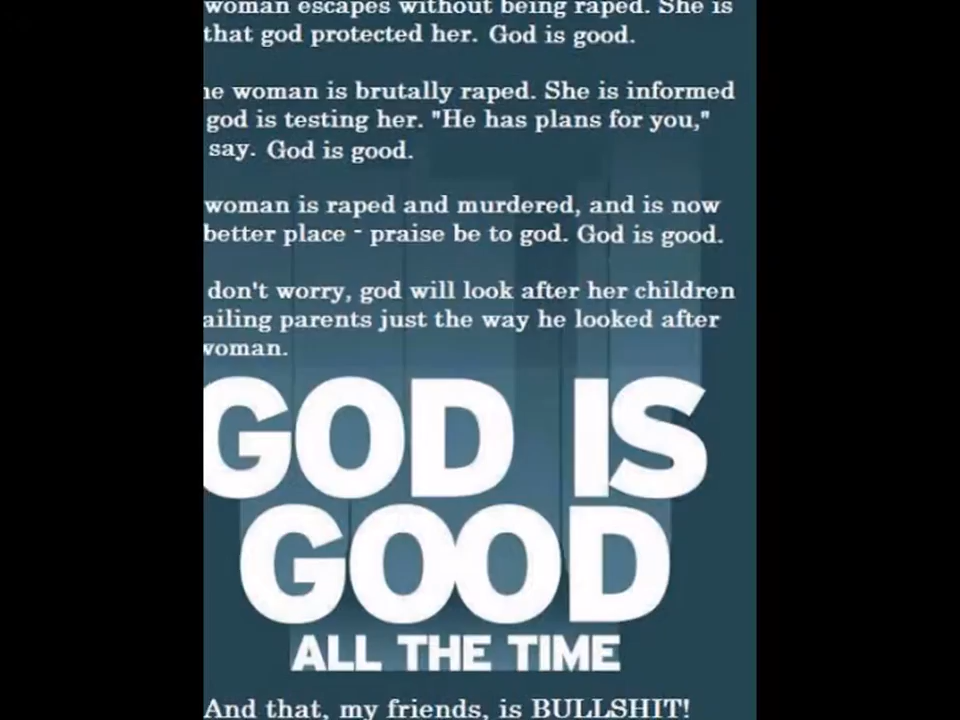 woman escapes without being raped. She is
that god protected her. God is good.
woman is brutally raped. She is informed
god is testing her. "He has plans for you,"
say. God is good.
woman is raped and murdered, and is now
better place - praise be to god. God is good.
don't worry, god will look after her children
ailing parents just the way he looked after
woman.
GOD IS
GOOD
ALL THE TIME
And that, my friends, is BULLSHIT!